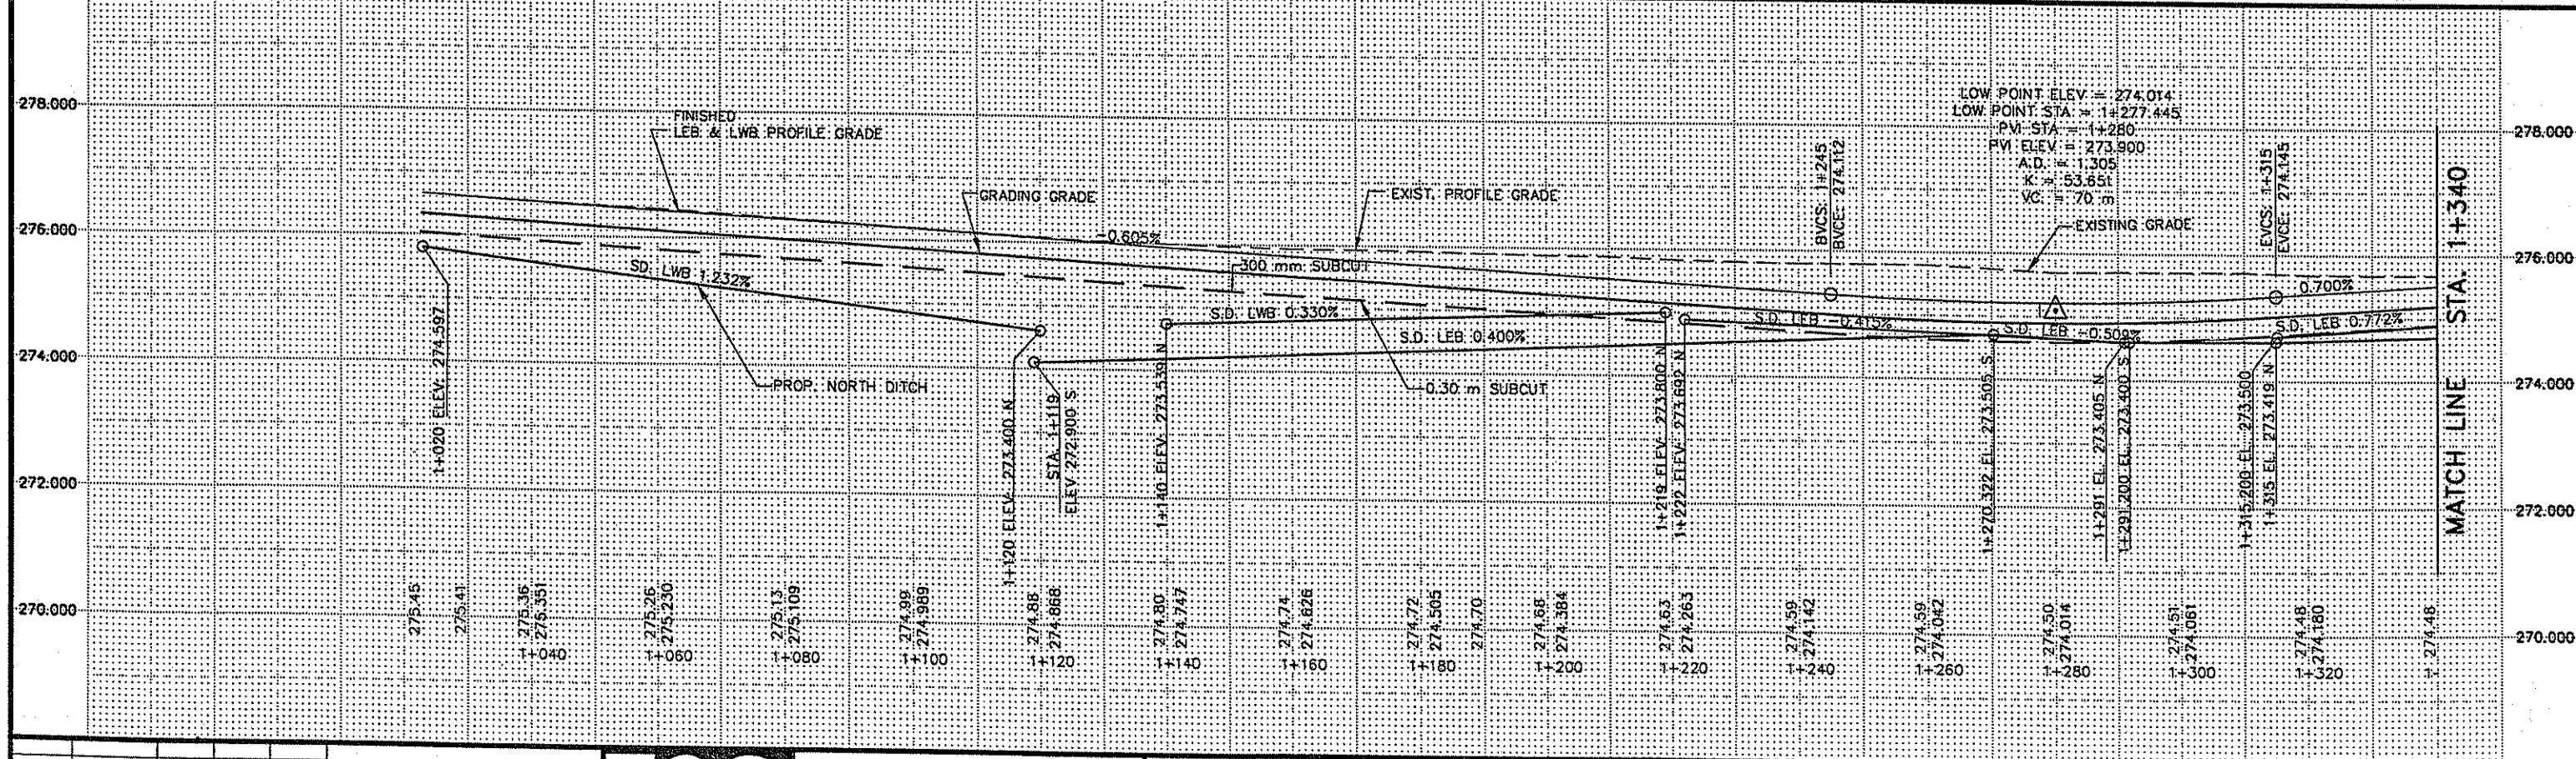 278.000
276.000
274.000
272.000
270.000
FINISHED
LEB & LWB PROFILE GRADE
GRADING GRADE
-0.605%
EXIST. PROFILE GRADE
300 mm SUBCUT
SD. LWB 1.232%
PROP. NORTH DITCH
S.D. LWB 0.330%
S.D. LEB 0.400%
0.30 m SUBCUT
S.D. LEB -0.415%
S.D. LEB -0.509%
S.D. LEB 0.772%
0.700%
EXISTING GRADE
LOW POINT ELEV = 274.014
LOW POINT STA = 1+277.445
PVI STA = 1+280
PVI ELEV = 273.900
A.D. = 1.305
K = 53.651
VC. = 70 m
BVCS: 1+245
BVCE: 274.112
EVCS: 1+315
EVCE: 274.145
1+020 ELEV: 274.597
1+120 ELEV: 273.400 N
STA. 1+119
ELEV 272.900 S
1+140 ELEV: 273.539 N
1+219 ELEV: 273.800 N
1+222 ELEV: 273.692 N
1+270.322 EL. 273.505 S
1+291 EL. 273.405 N
1+291.200 EL. 273.400 S
1+315.200 EL. 273.500
1+315 EL. 273.419 N
MATCH LINE STA. 1+340
278.000
276.000
274.000
272.000
270.000
275.45
275.41
275.36
275.351
1+040
275.26
275.230
1+060
275.13
275.109
1+080
274.99
274.989
1+100
274.88
274.868
1+120
274.80
274.747
1+140
274.74
274.626
1+160
274.72
274.505
1+180
274.70
274.68
274.384
1+200
274.63
274.263
1+220
274.59
274.142
1+240
274.59
274.042
1+260
274.50
274.014
1+280
274.51
274.061
1+300
274.48
274.180
1+320
274.48
1-